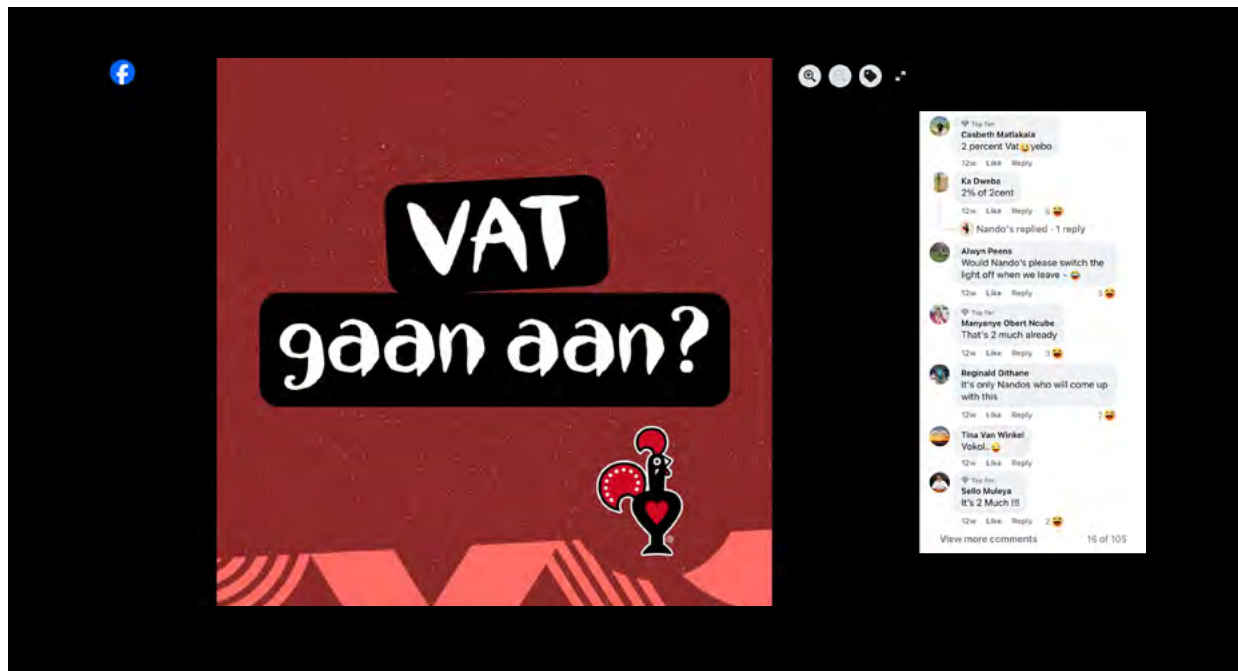 VAT
gaan aan?
Top fan
Casbeth Matlakala
2 percent Vat😅yebo
12w Like Reply
Ka Dweba
2% of 2cent
12w Like Reply 5
Nando's replied · 1 reply
Alwyn Peens
Would Nando's please switch the
light off when we leave - 😂
12w Like Reply 3
Top fan
Manyanye Obert Ncube
That's 2 much already
12w Like Reply 3
Reginald Dithane
It's only Nandos who will come up
with this
12w Like Reply 2
Tina Van Winkel
Vokol..😜
12w Like Reply
Top fan
Sello Muleya
It's 2 Much !!!
12w Like Reply 2
View more comments 16 of 105